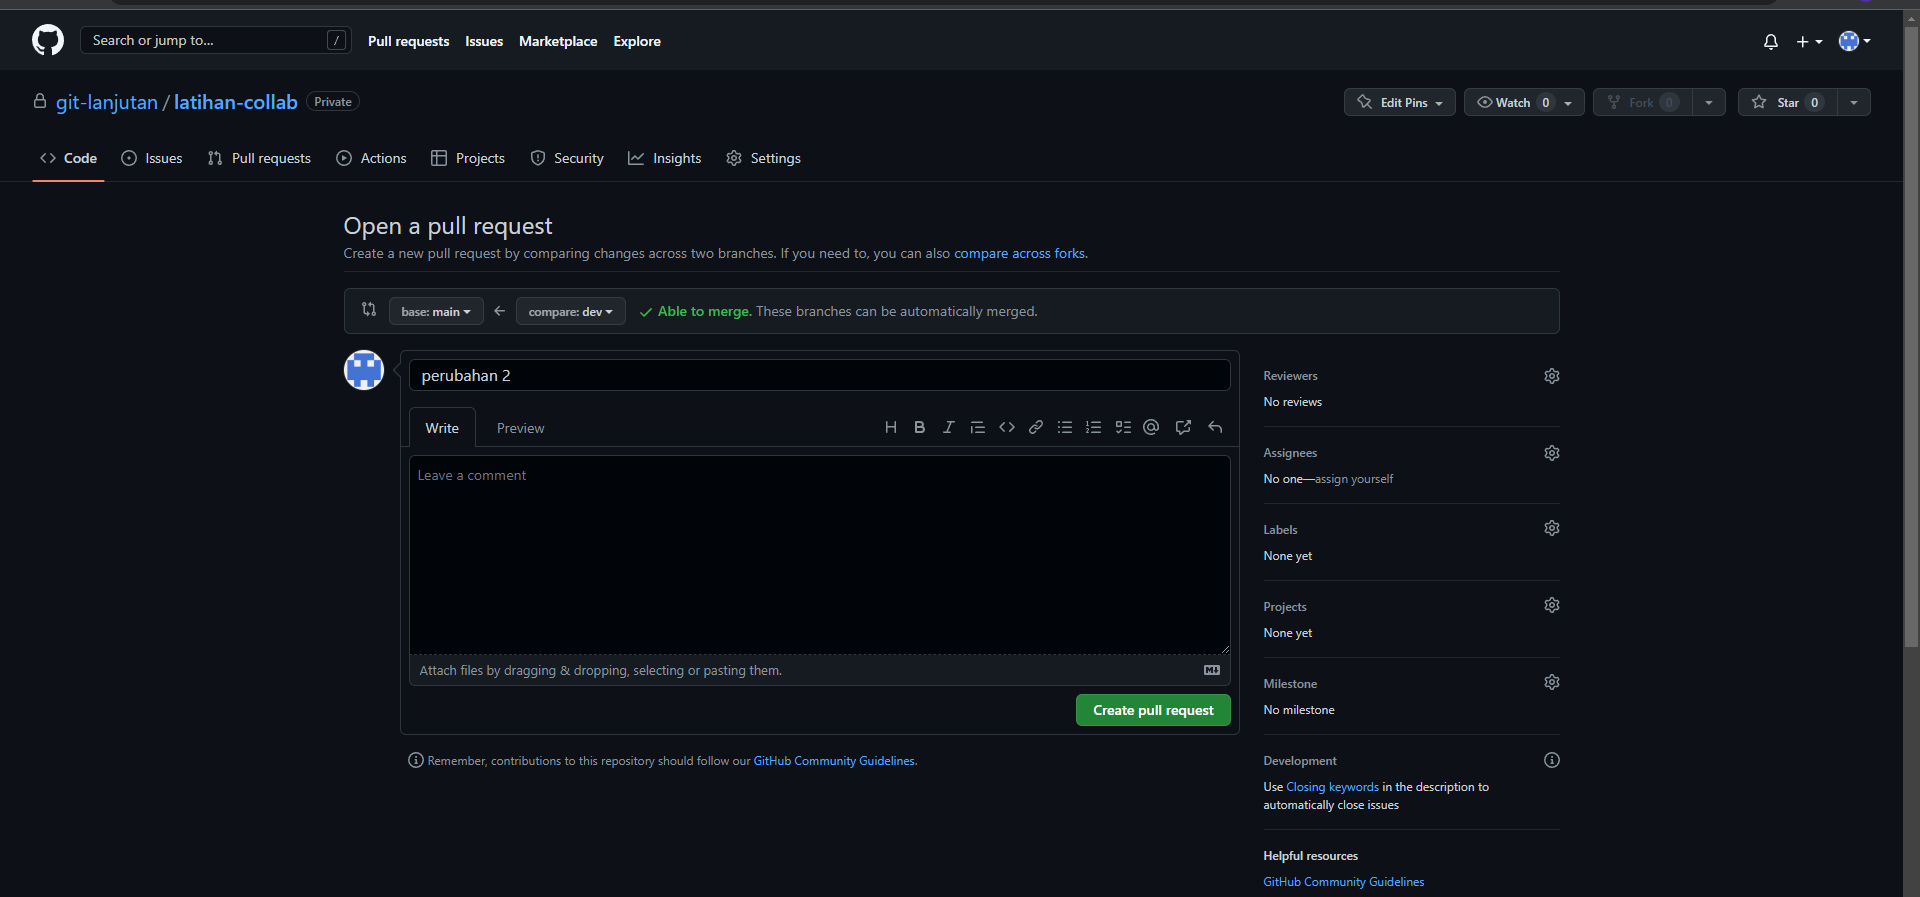 Search or jump to... /
Pull requests Issues Marketplace Explore
git-lanjutan / latihan-collab Private
Edit Pins Watch 0 Fork 0 Star 0
Code Issues Pull requests Actions Projects Security Insights Settings
Open a pull request
Create a new pull request by comparing changes across two branches. If you need to, you can also compare across forks.
base: main compare: dev Able to merge. These branches can be automatically merged.
perubahan 2
Write Preview
Leave a comment
Attach files by dragging & dropping, selecting or pasting them.
Create pull request
Remember, contributions to this repository should follow our GitHub Community Guidelines.
Reviewers
No reviews
Assignees
No one—assign yourself
Labels
None yet
Projects
None yet
Milestone
No milestone
Development
Use Closing keywords in the description to
automatically close issues
Helpful resources
GitHub Community Guidelines